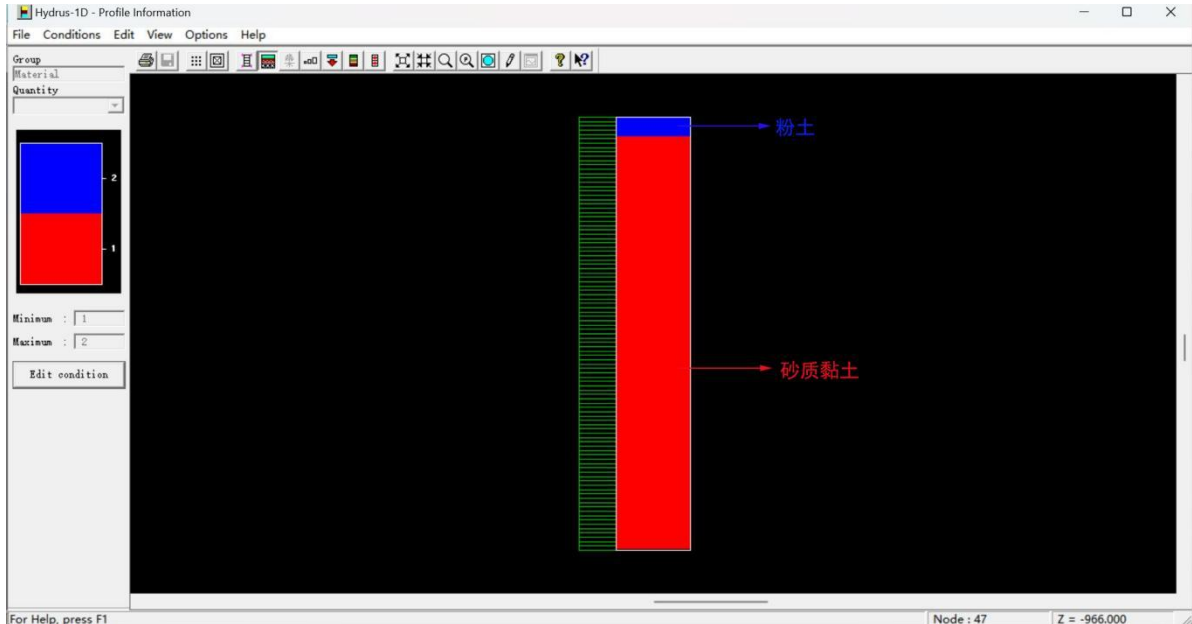 Hydrus-1D - Profile Information
File Conditions Edit View Options Help
Group
Material
Quantity
2
1
Minimum : 1
Maximum : 2
Edit condition
粉土
砂质黏土
For Help, press F1
Node : 47
Z = -966.000